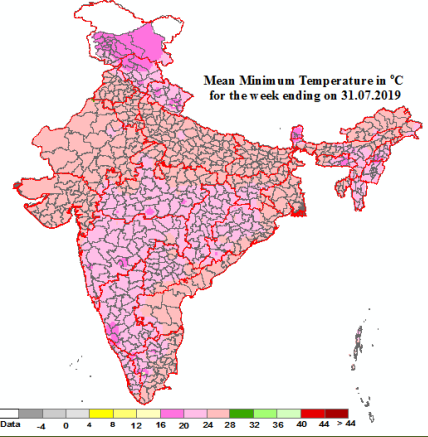 Mean Minimum Temperature in °C
for the week ending on 31.07.2019
Data -4 0 4 8 12 16 20 24 28 32 36 40 44 > 44